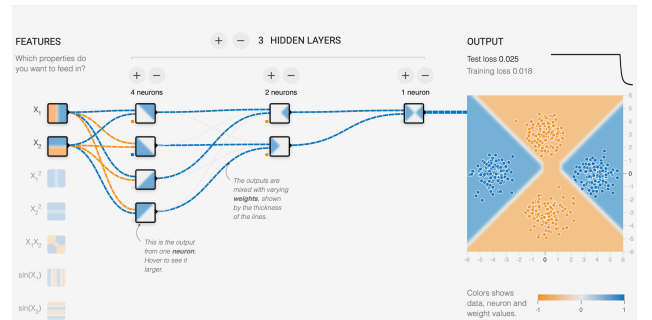 FEATURES
Which properties do
you want to feed in?
+ − 3 HIDDEN LAYERS
+ −
4 neurons
+ −
2 neurons
+ −
1 neuron
OUTPUT
Test loss 0.025
Training loss 0.018
X1
X2
X1²
X2²
X1X2
sin(X1)
sin(X2)
This is the output
from one neuron.
Hover to see it
larger.
The outputs are
mixed with varying
weights, shown
by the thickness
of the lines.
6
5
4
3
2
1
0
-1
-2
-3
-4
-5
-6
-6 -5 -4 -3 -2 -1 0 1 2 3 4 5 6
Colors shows
data, neuron and
weight values.
-1 0 1